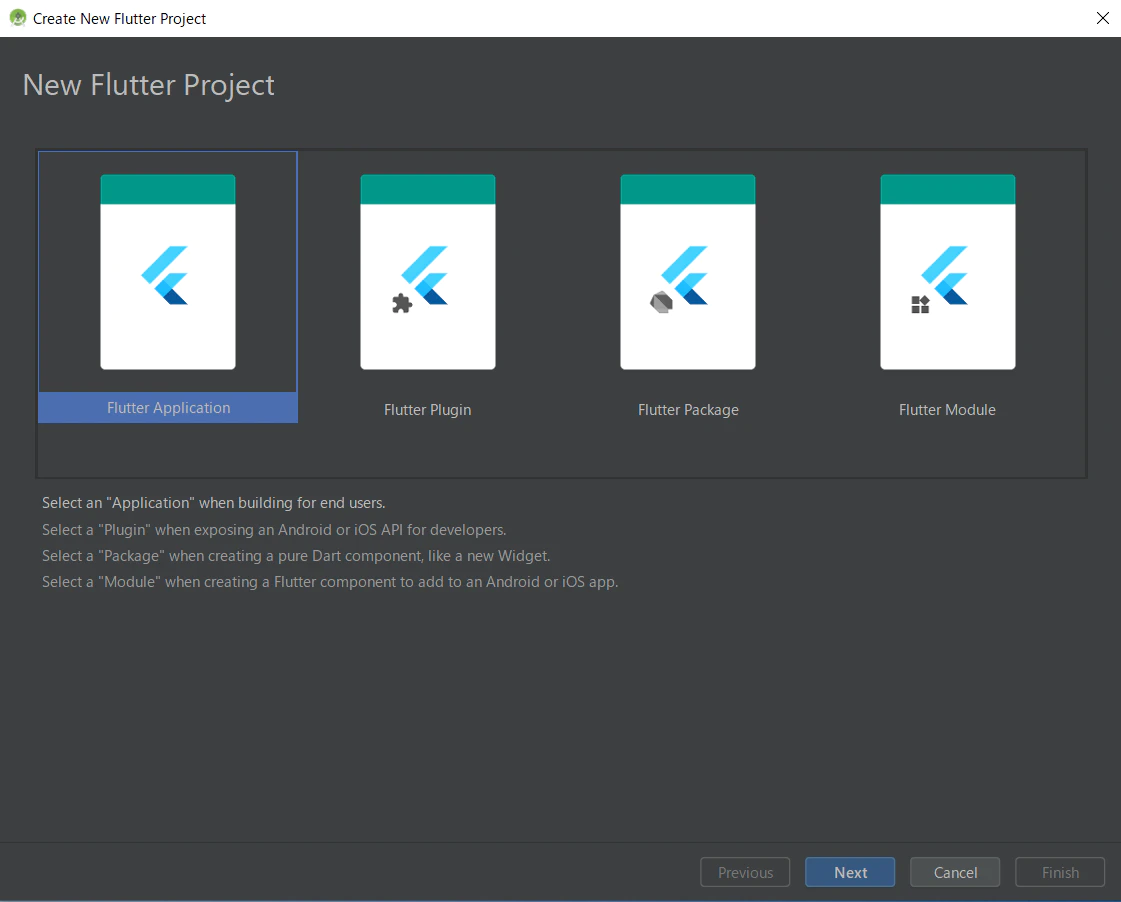 Create New Flutter Project
New Flutter Project
Flutter Application
Flutter Plugin
Flutter Package
Flutter Module
Select an "Application" when building for end users.
Select a "Plugin" when exposing an Android or iOS API for developers.
Select a "Package" when creating a pure Dart component, like a new Widget.
Select a "Module" when creating a Flutter component to add to an Android or iOS app.
Previous
Next
Cancel
Finish